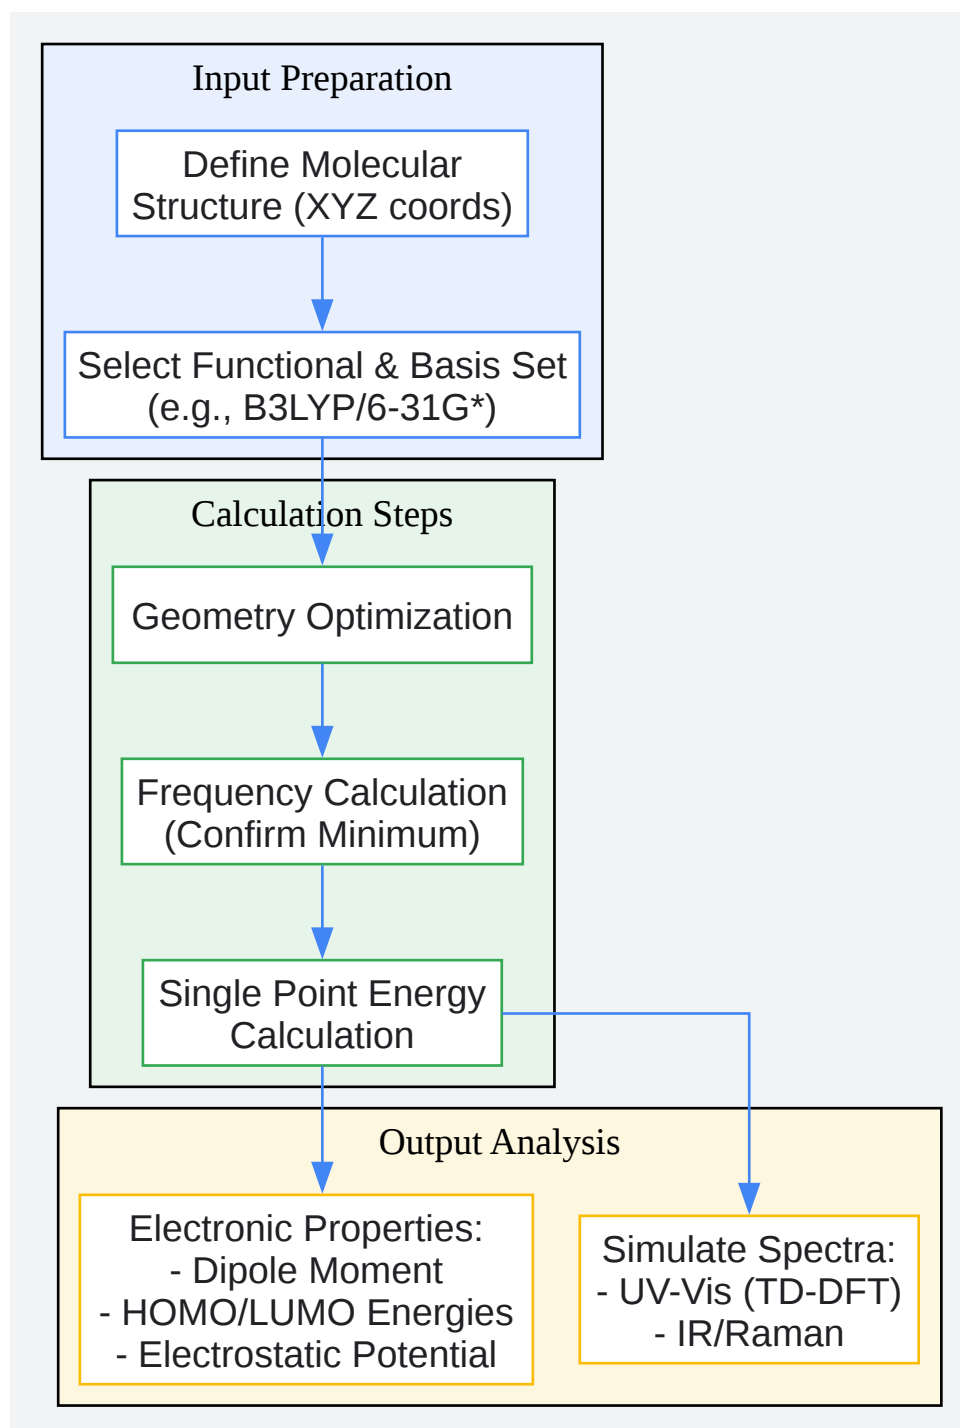 Input Preparation
Define Molecular
Structure (XYZ coords)
Select Functional & Basis Set
(e.g., B3LYP/6-31G*)
Calculation Steps
Geometry Optimization
Frequency Calculation
(Confirm Minimum)
Single Point Energy
Calculation
Output Analysis
Electronic Properties:
- Dipole Moment
- HOMO/LUMO Energies
- Electrostatic Potential
Simulate Spectra:
- UV-Vis (TD-DFT)
- IR/Raman